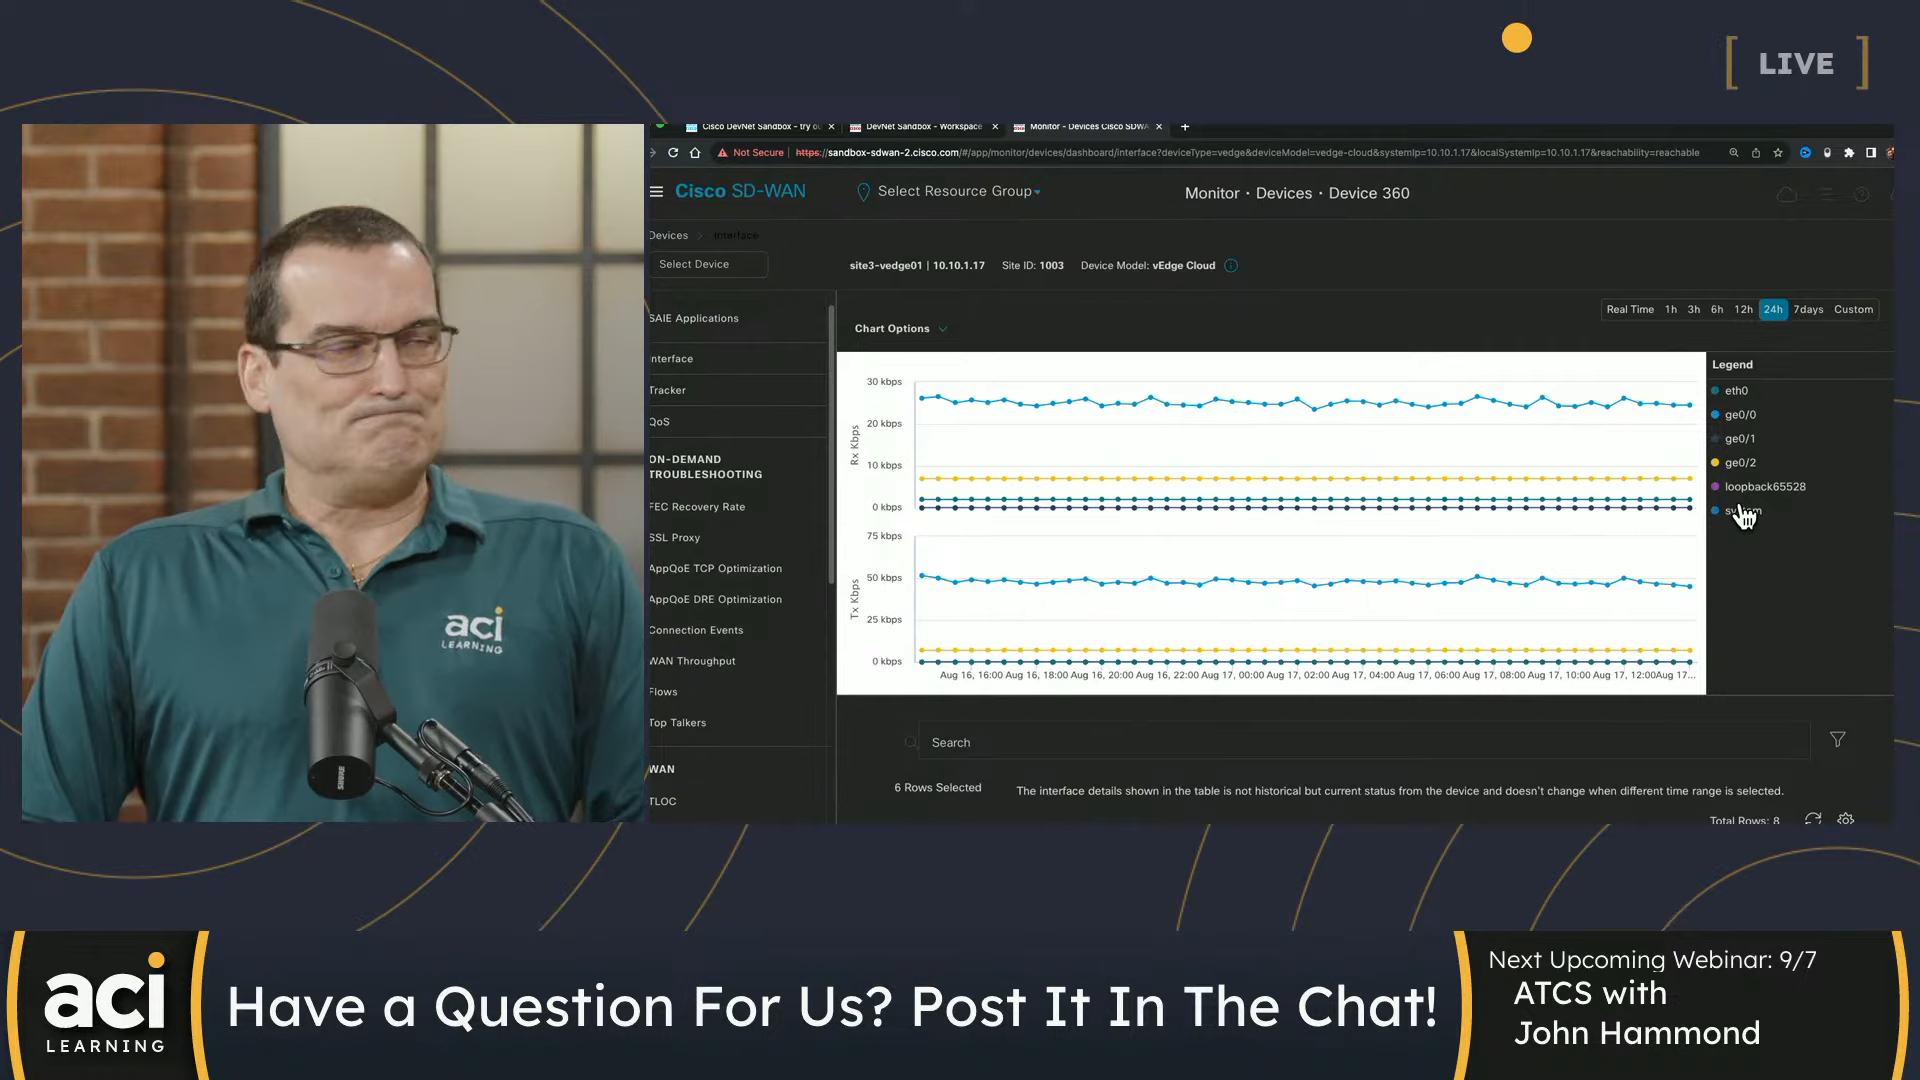 [ LIVE ]
Cisco DevNet Sandbox – try ou
DevNet Sandbox - Workspace
Monitor - Devices Cisco SDWA
Not Secure
https://sandbox-sdwan-2.cisco.com/#/app/monitor/devices/dashboard/interface?deviceType=vedge&deviceModel=vedge-cloud&systemIp=10.10.1.17&localSystemIp=10.10.1.17&reachability=reachable
Cisco SD-WAN
Select Resource Group
Monitor · Devices · Device 360
Devices > Interface
Select Device
site3-vedge01 | 10.10.1.17 Site ID: 1003 Device Model: vEdge Cloud
SAIE Applications
Interface
Tracker
QoS
ON-DEMAND
TROUBLESHOOTING
FEC Recovery Rate
SSL Proxy
AppQoE TCP Optimization
AppQoE DRE Optimization
Connection Events
WAN Throughput
Flows
Top Talkers
WAN
TLOC
Real Time 1h 3h 6h 12h 24h 7days Custom
Chart Options
30 kbps
20 kbps
10 kbps
0 kbps
Rx Kbps
75 kbps
50 kbps
25 kbps
0 kbps
Tx Kbps
Aug 16, 16:00 Aug 16, 18:00 Aug 16, 20:00 Aug 16, 22:00 Aug 17, 00:00 Aug 17, 02:00 Aug 17, 04:00 Aug 17, 06:00 Aug 17, 08:00 Aug 17, 10:00 Aug 17, 12:00 Aug 17...
Legend
eth0
ge0/0
ge0/1
ge0/2
loopback65528
system
Search
6 Rows Selected
The interface details shown in the table is not historical but current status from the device and doesn't change when different time range is selected.
Total Rows: 8
aci
LEARNING
SHURE
aci
LEARNING
Have a Question For Us? Post It In The Chat!
Next Upcoming Webinar: 9/7
ATCS with
John Hammond